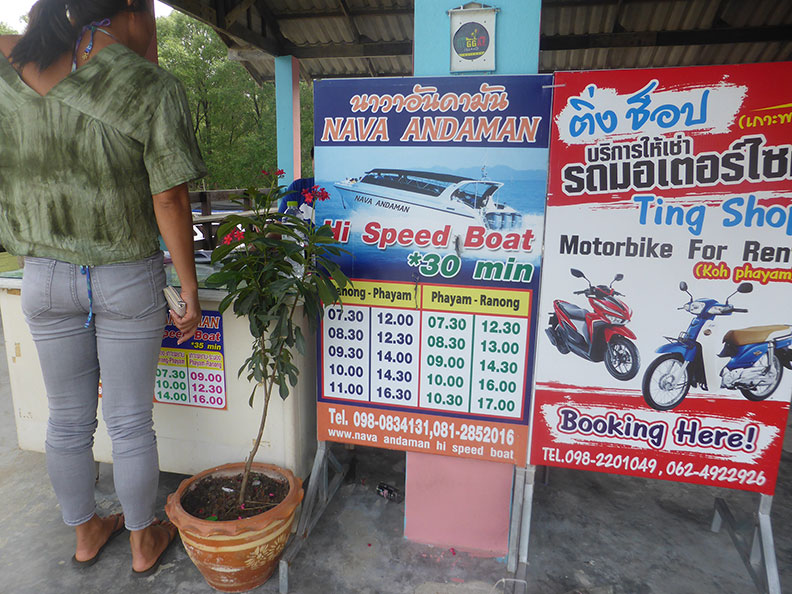 นาวาอันดามัน
NAVA ANDAMAN
NAVA ANDAMAN
Hi Speed Boat
*30 min
Ranong - Phayam
Phayam - Ranong
07.30 12.00 07.30 12.30
08.30 12.30 08.30 13.00
09.30 14.00 09.00 14.30
10.00 14.30 10.00 16.00
11.00 16.30 10.30 17.00
Tel. 098-0834131,081-2852016
www.nava andaman hi speed boat
ติ่ง ช็อป
บริการให้เช่า
รถมอเตอร์ไซ
Ting Shop
Motorbike For Ren
(Koh phayam
Booking Here!
TEL.098-2201049, 062-4922926
ANDAMAN
Boat
*35 min
07.30 09.00
10.00 12.30
14.00 16.00